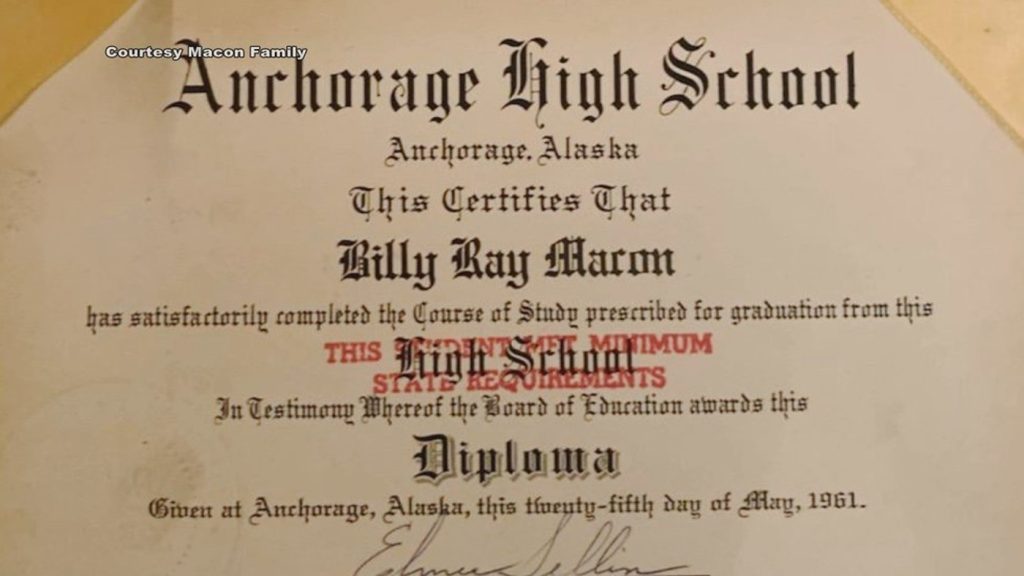 Courtesy Macon Family
Anchorage High School
Anchorage, Alaska
This Certifies That
Billy Ray Macon
has satisfactorily completed the Course of Study prescribed for graduation from this
High School
THIS STUDENT MET MINIMUM
STATE REQUIREMENTS
In Testimony Whereof the Board of Education awards this
Diploma
Given at Anchorage, Alaska, this twenty-fifth day of May, 1961.